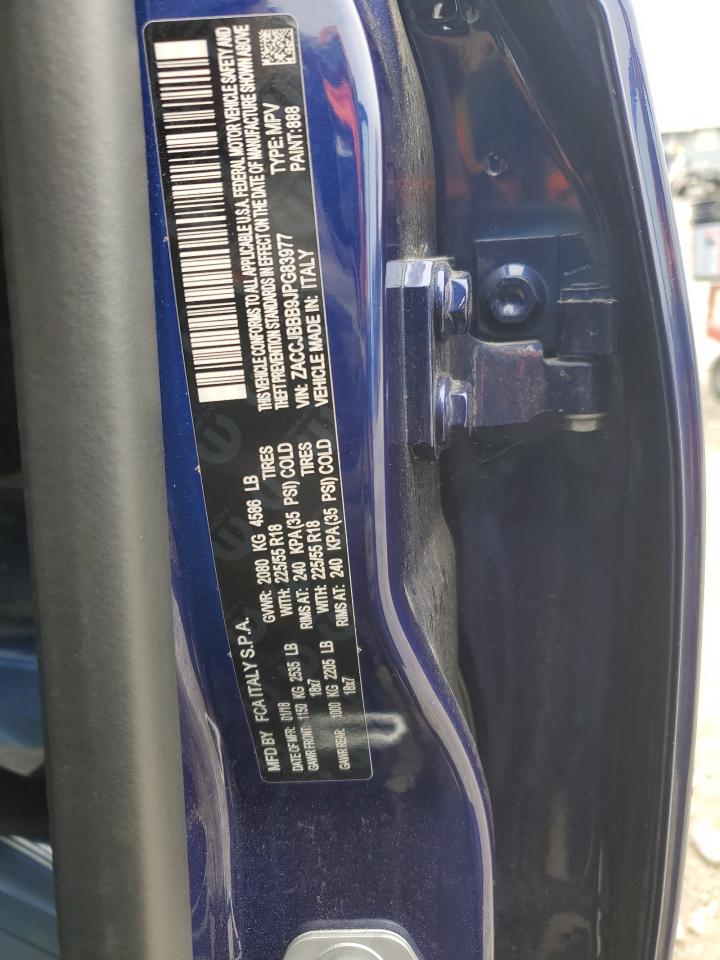 MFD BY FCA ITALY S.P.A.
DATE OF MFR: 01/18 GVWR: 2080 KG 4586 LB
GAWR FRONT: 1150 KG 2535 LB WITH: 225/55 R18 TIRES
18x7 RIMS AT: 240 KPA(35 PSI) COLD
GAWR REAR: 1000 KG 2205 LB WITH: 225/55 R18 TIRES
18x7 RIMS AT: 240 KPA(35 PSI) COLD
THIS VEHICLE CONFORMS TO ALL APPLICABLE U.S.A. FEDERAL MOTOR VEHICLE SAFETY AND
THEFT PREVENTION STANDARDS IN EFFECT ON THE DATE OF MANUFACTURE SHOWN ABOVE
VIN: ZACCJBBB9JPG83977 TYPE: MPV
VEHICLE MADE IN: ITALY PAINT: 888